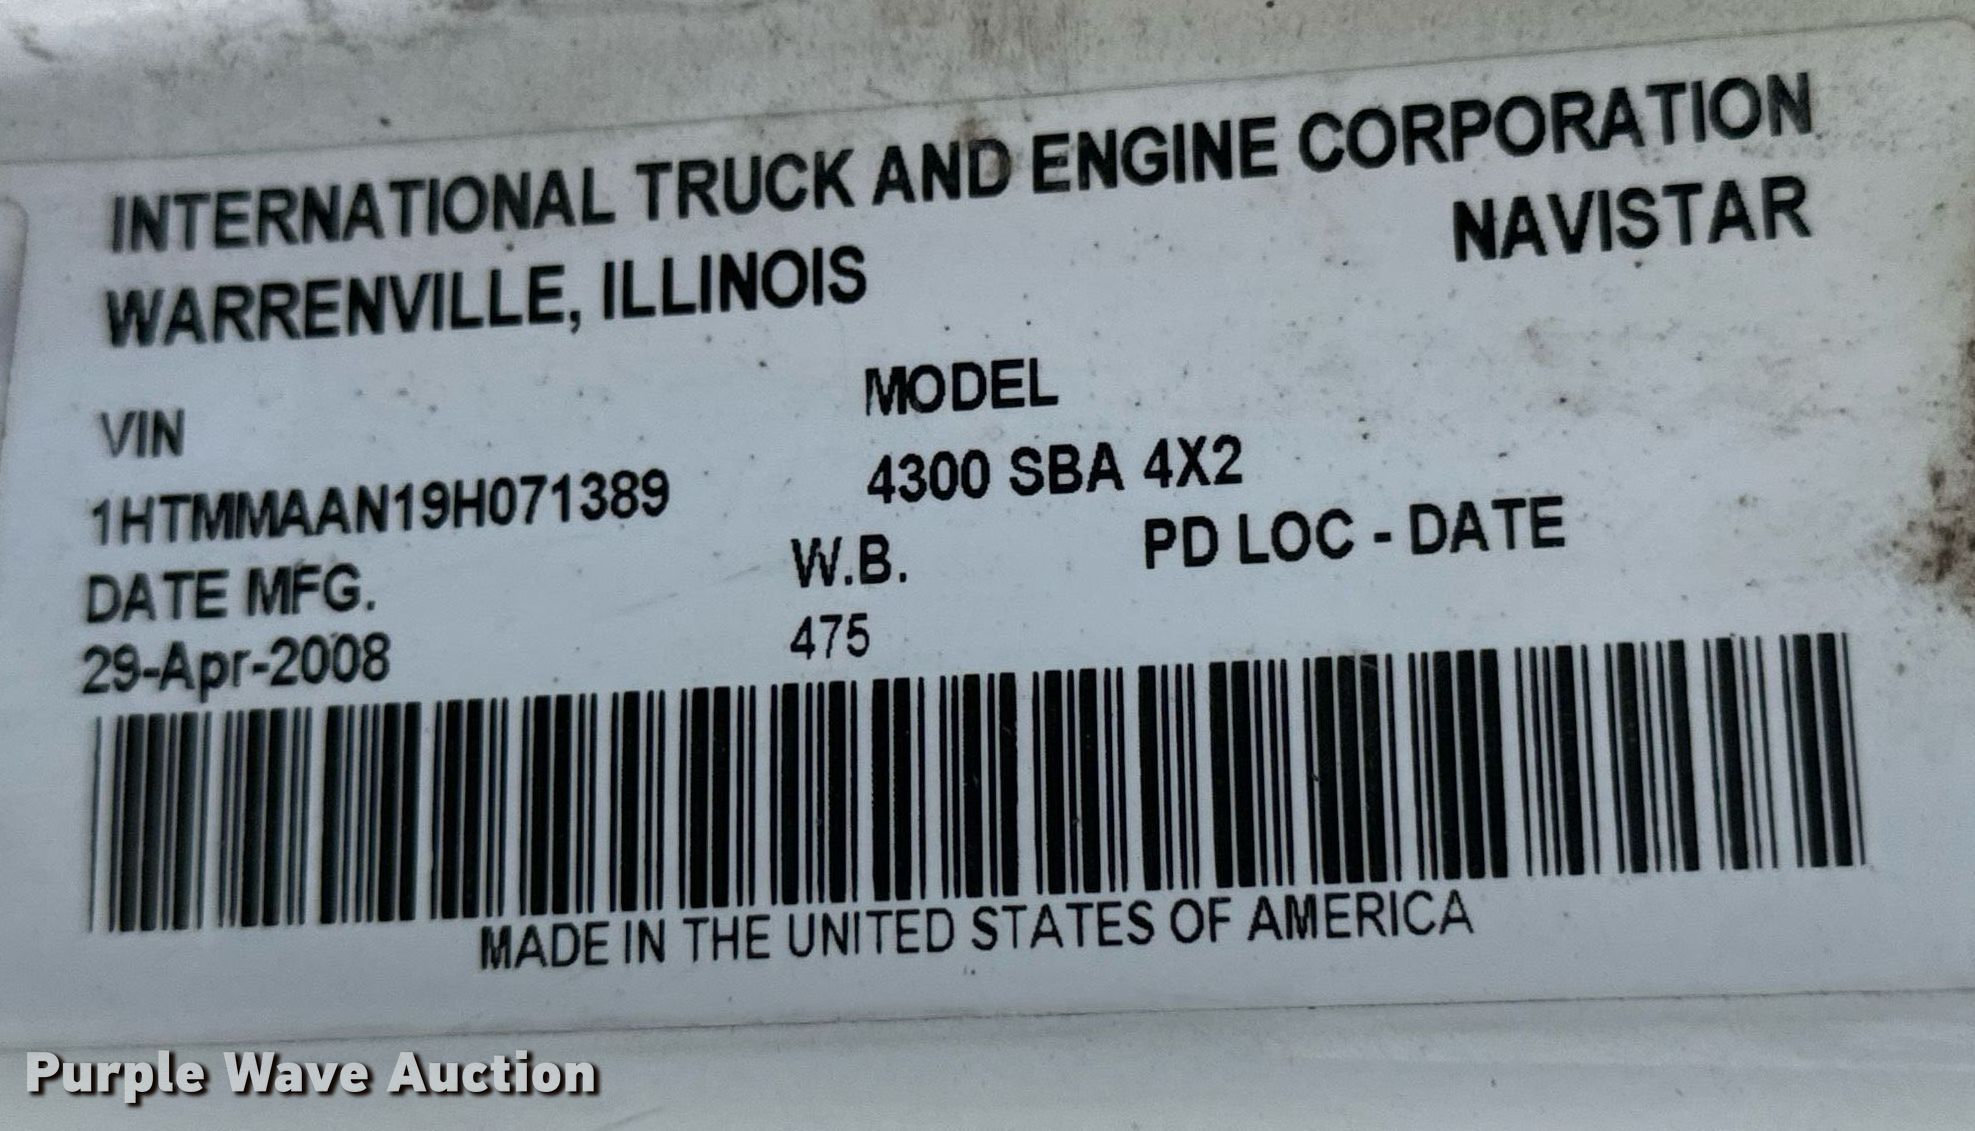 INTERNATIONAL TRUCK AND ENGINE CORPORATION
WARRENVILLE, ILLINOIS NAVISTAR
VIN MODEL
1HTMMAAN19H071389 4300 SBA 4X2
DATE MFG. W.B. PD LOC - DATE
29-Apr-2008 475
MADE IN THE UNITED STATES OF AMERICA
Purple Wave Auction